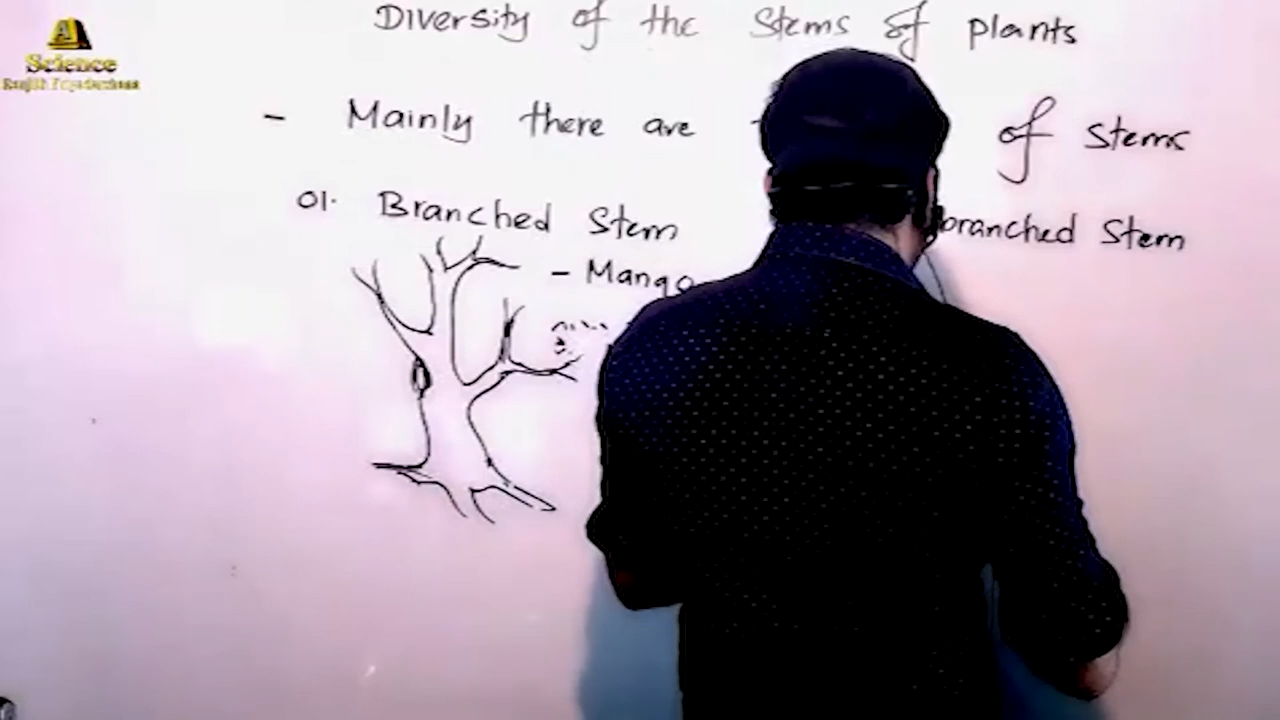 A
Science
Diversity of the Stems of plants
- Mainly there are of stems
01. Branched Stem branched Stem
- Mango